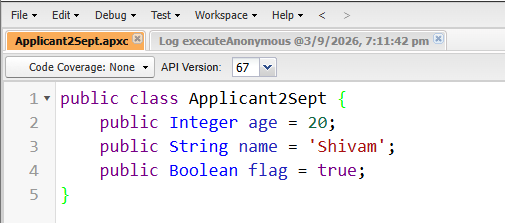 File Edit Debug Test Workspace Help < >
Applicant2Sept.apxc Log executeAnonymous @3/9/2026, 7:11:42 pm
Code Coverage: None API Version: 67
1 public class Applicant2Sept {
2 public Integer age = 20;
3 public String name = 'Shivam';
4 public Boolean flag = true;
5 }